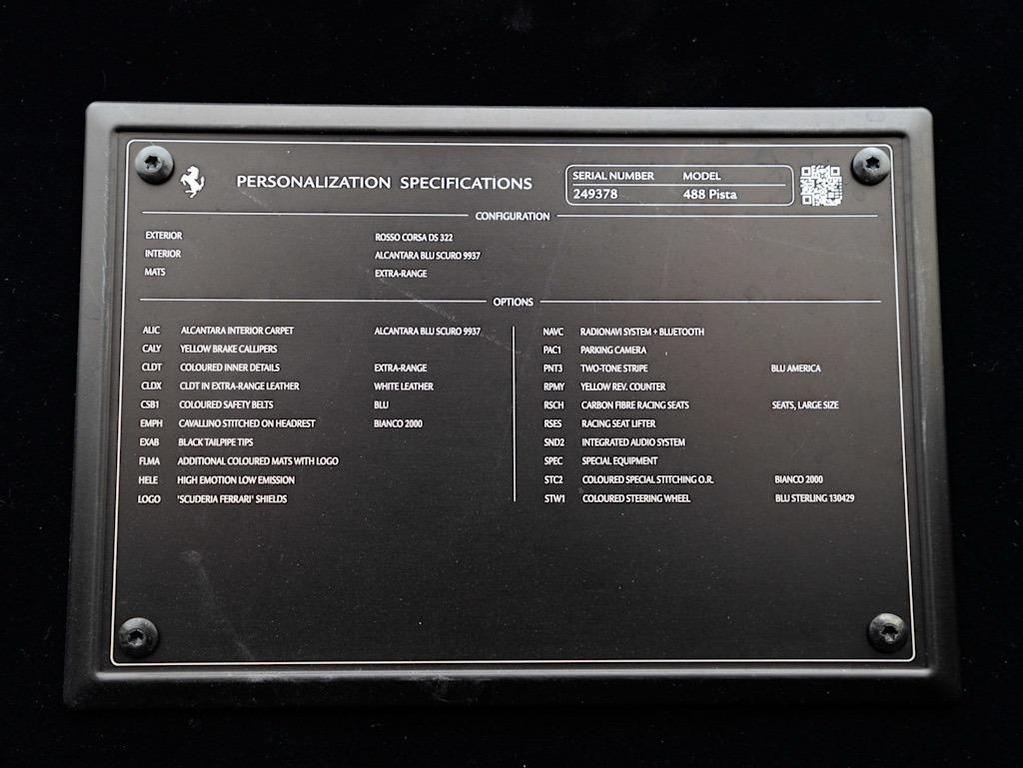 PERSONALIZATION SPECIFICATIONS
SERIAL NUMBER MODEL
249378 488 Pista
CONFIGURATION
EXTERIOR ROSSO CORSA DS 322
INTERIOR ALCANTARA BLU SCURO 9937
MATS EXTRA-RANGE
OPTIONS
ALIC ALCANTARA INTERIOR CARPET ALCANTARA BLU SCURO 9937
CALY YELLOW BRAKE CALLIPERS
CLDT COLOURED INNER DETAILS EXTRA-RANGE
CLDX CLDT IN EXTRA-RANGE LEATHER WHITE LEATHER
CSB1 COLOURED SAFETY BELTS BLU
EMPH CAVALLINO STITCHED ON HEADREST BIANCO 2000
EXAB BLACK TAILPIPE TIPS
FLMA ADDITIONAL COLOURED MATS WITH LOGO
HELE HIGH EMOTION LOW EMISSION
LOGO 'SCUDERIA FERRARI' SHIELDS
NAVC RADIONAVI SYSTEM + BLUETOOTH
PAC1 PARKING CAMERA
PNT3 TWO-TONE STRIPE BLU AMERICA
RPMY YELLOW REV. COUNTER
RSCH CARBON FIBRE RACING SEATS SEATS, LARGE SIZE
RSES RACING SEAT LIFTER
SND2 INTEGRATED AUDIO SYSTEM
SPEC SPECIAL EQUIPMENT
STC2 COLOURED SPECIAL STITCHING O.R. BIANCO 2000
STW1 COLOURED STEERING WHEEL BLU STERLING 130429